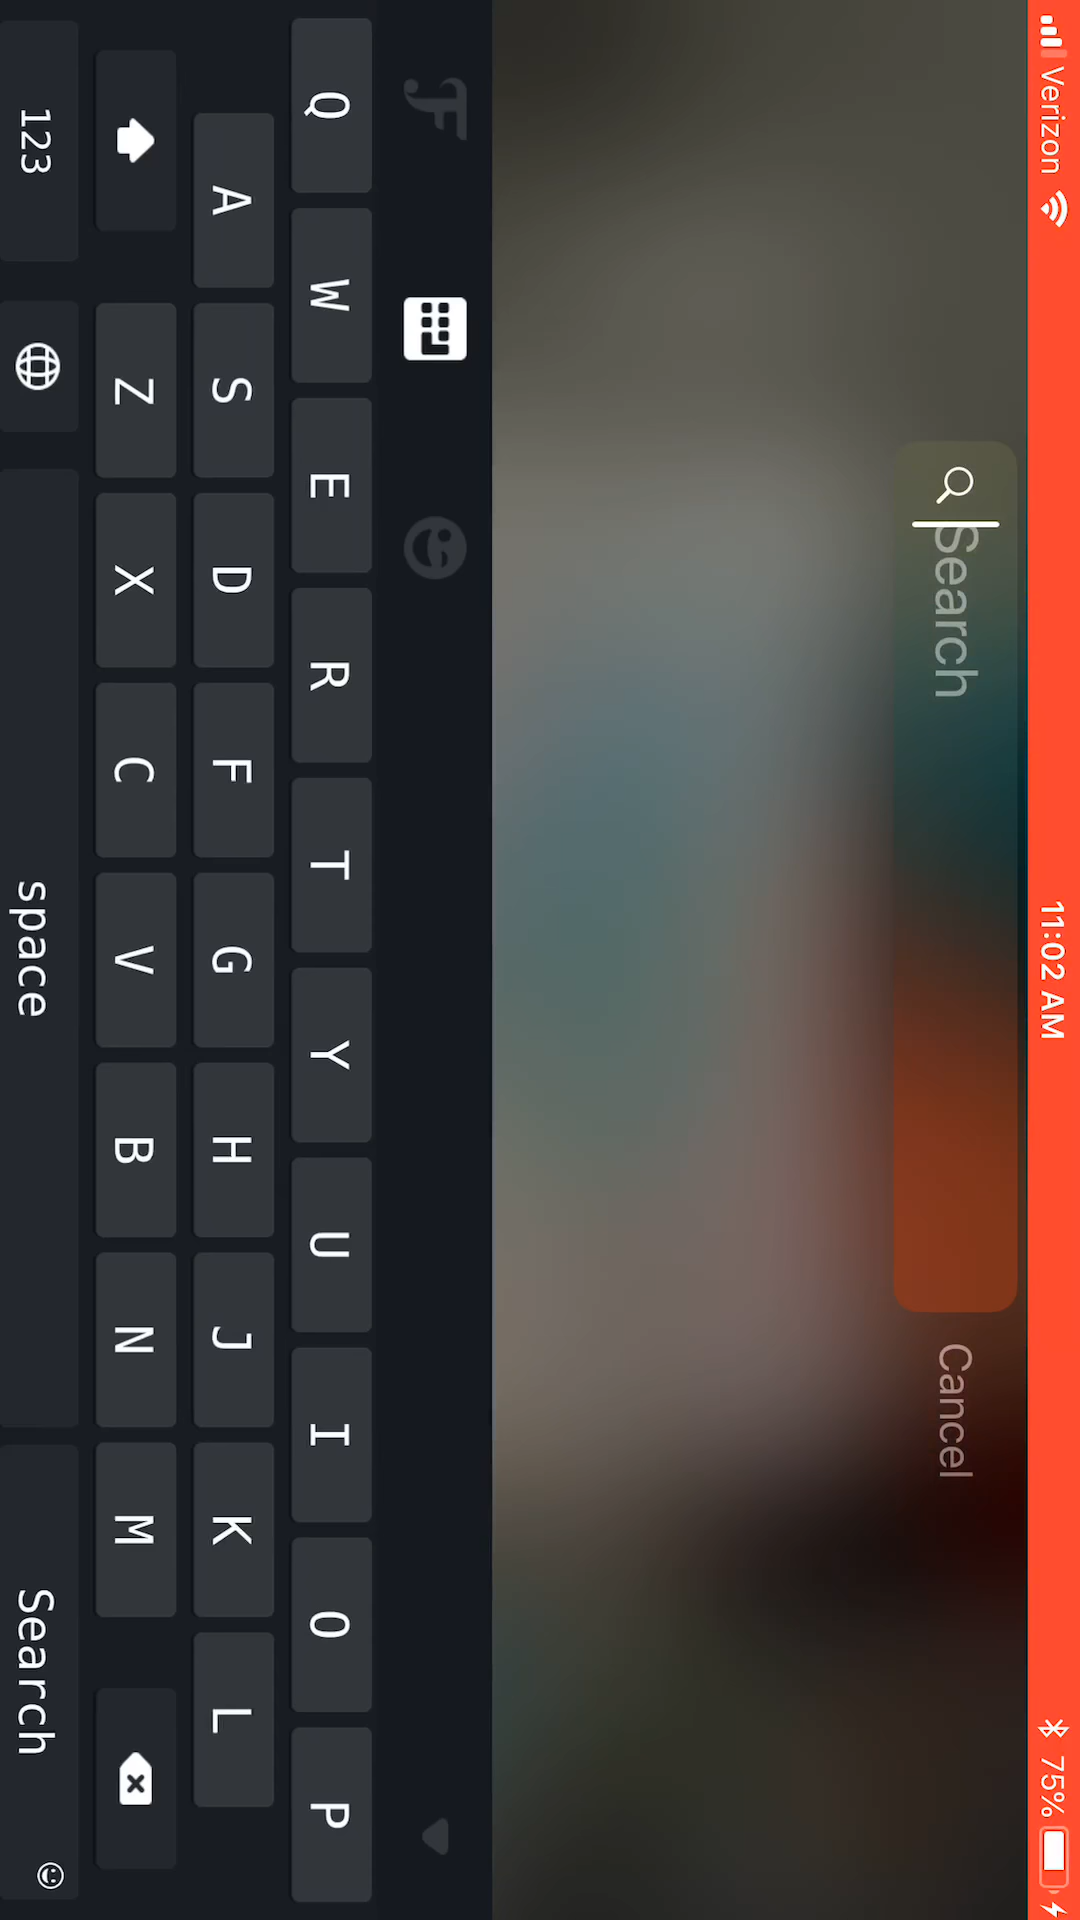 Verizon 11:02 AM 75%
Search Cancel
Q W E R T Y U I O P
A S D F G H J K L
Z X C V B N M
123 space Search